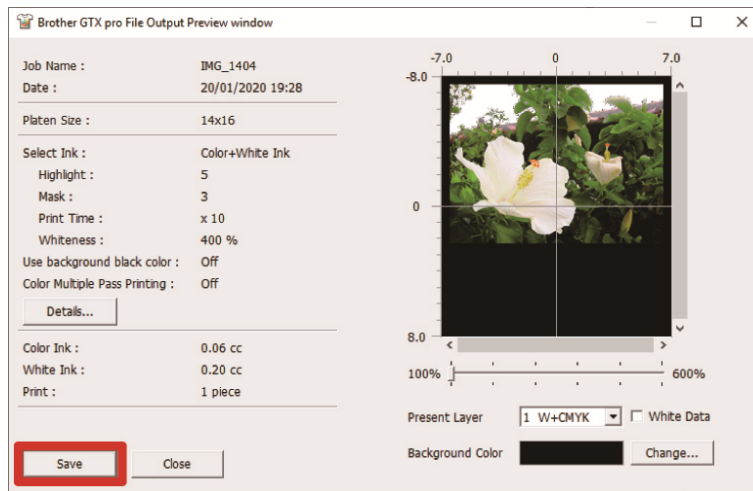 Brother GTX pro File Output Preview window
Job Name : IMG_1404
Date : 20/01/2020 19:28
Platen Size : 14x16
Select Ink : Color+White Ink
Highlight : 5
Mask : 3
Print Time : x 10
Whiteness : 400 %
Use background black color : Off
Color Multiple Pass Printing : Off
Details...
Color Ink : 0.06 cc
White Ink : 0.20 cc
Print : 1 piece
Save Close
-7.0 0 7.0
-8.0
0
8.0
100% 600%
Present Layer 1 W+CMYK White Data
Background Color Change...